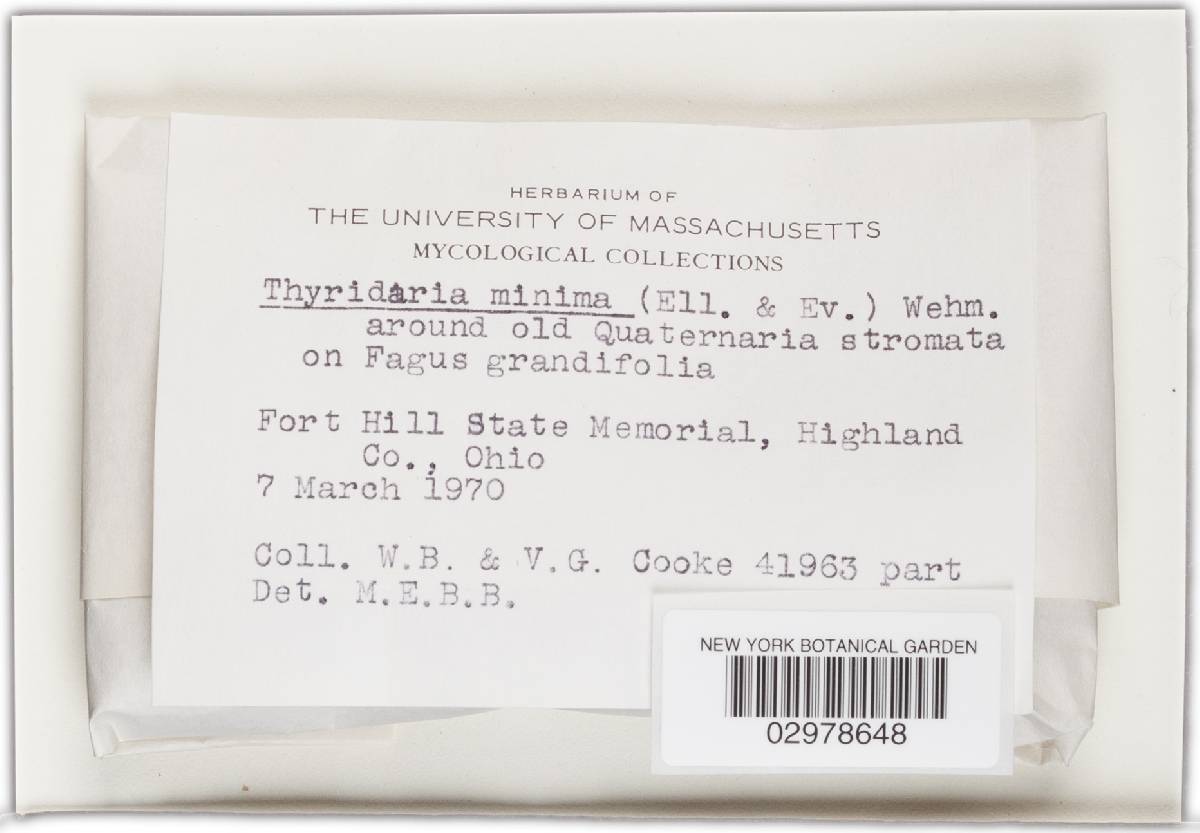 HERBARIUM OF
THE UNIVERSITY OF MASSACHUSETTS
MYCOLOGICAL COLLECTIONS
Thyridaria minima (Ell. & Ev.) Wehm.
around old Quaternaria stromata
on Fagus grandifolia
Fort Hill State Memorial, Highland
Co., Ohio
7 March 1970
Coll. W.B. & V.G. Cooke 41963 part
Det. M.E.B.B.
NEW YORK BOTANICAL GARDEN
02978648